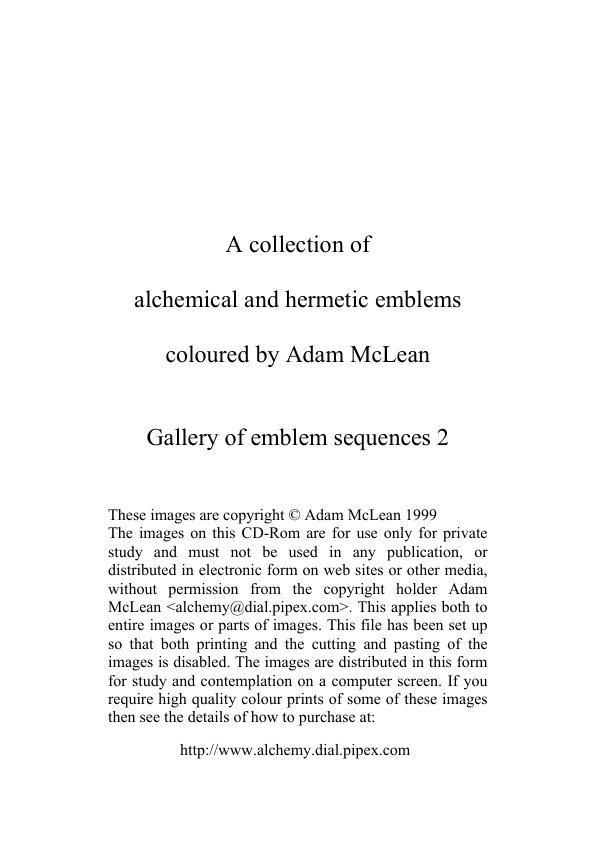 A collection of
alchemical and hermetic emblems
coloured by Adam McLean
Gallery of emblem sequences 2
These images are copyright © Adam McLean 1999
The images on this CD-Rom are for use only for private
study and must not be used in any publication, or
distributed in electronic form on web sites or other media,
without permission from the copyright holder Adam
McLean <alchemy@dial.pipex.com>. This applies both to
entire images or parts of images. This file has been set up
so that both printing and the cutting and pasting of the
images is disabled. The images are distributed in this form
for study and contemplation on a computer screen. If you
require high quality colour prints of some of these images
then see the details of how to purchase at:
http://www.alchemy.dial.pipex.com